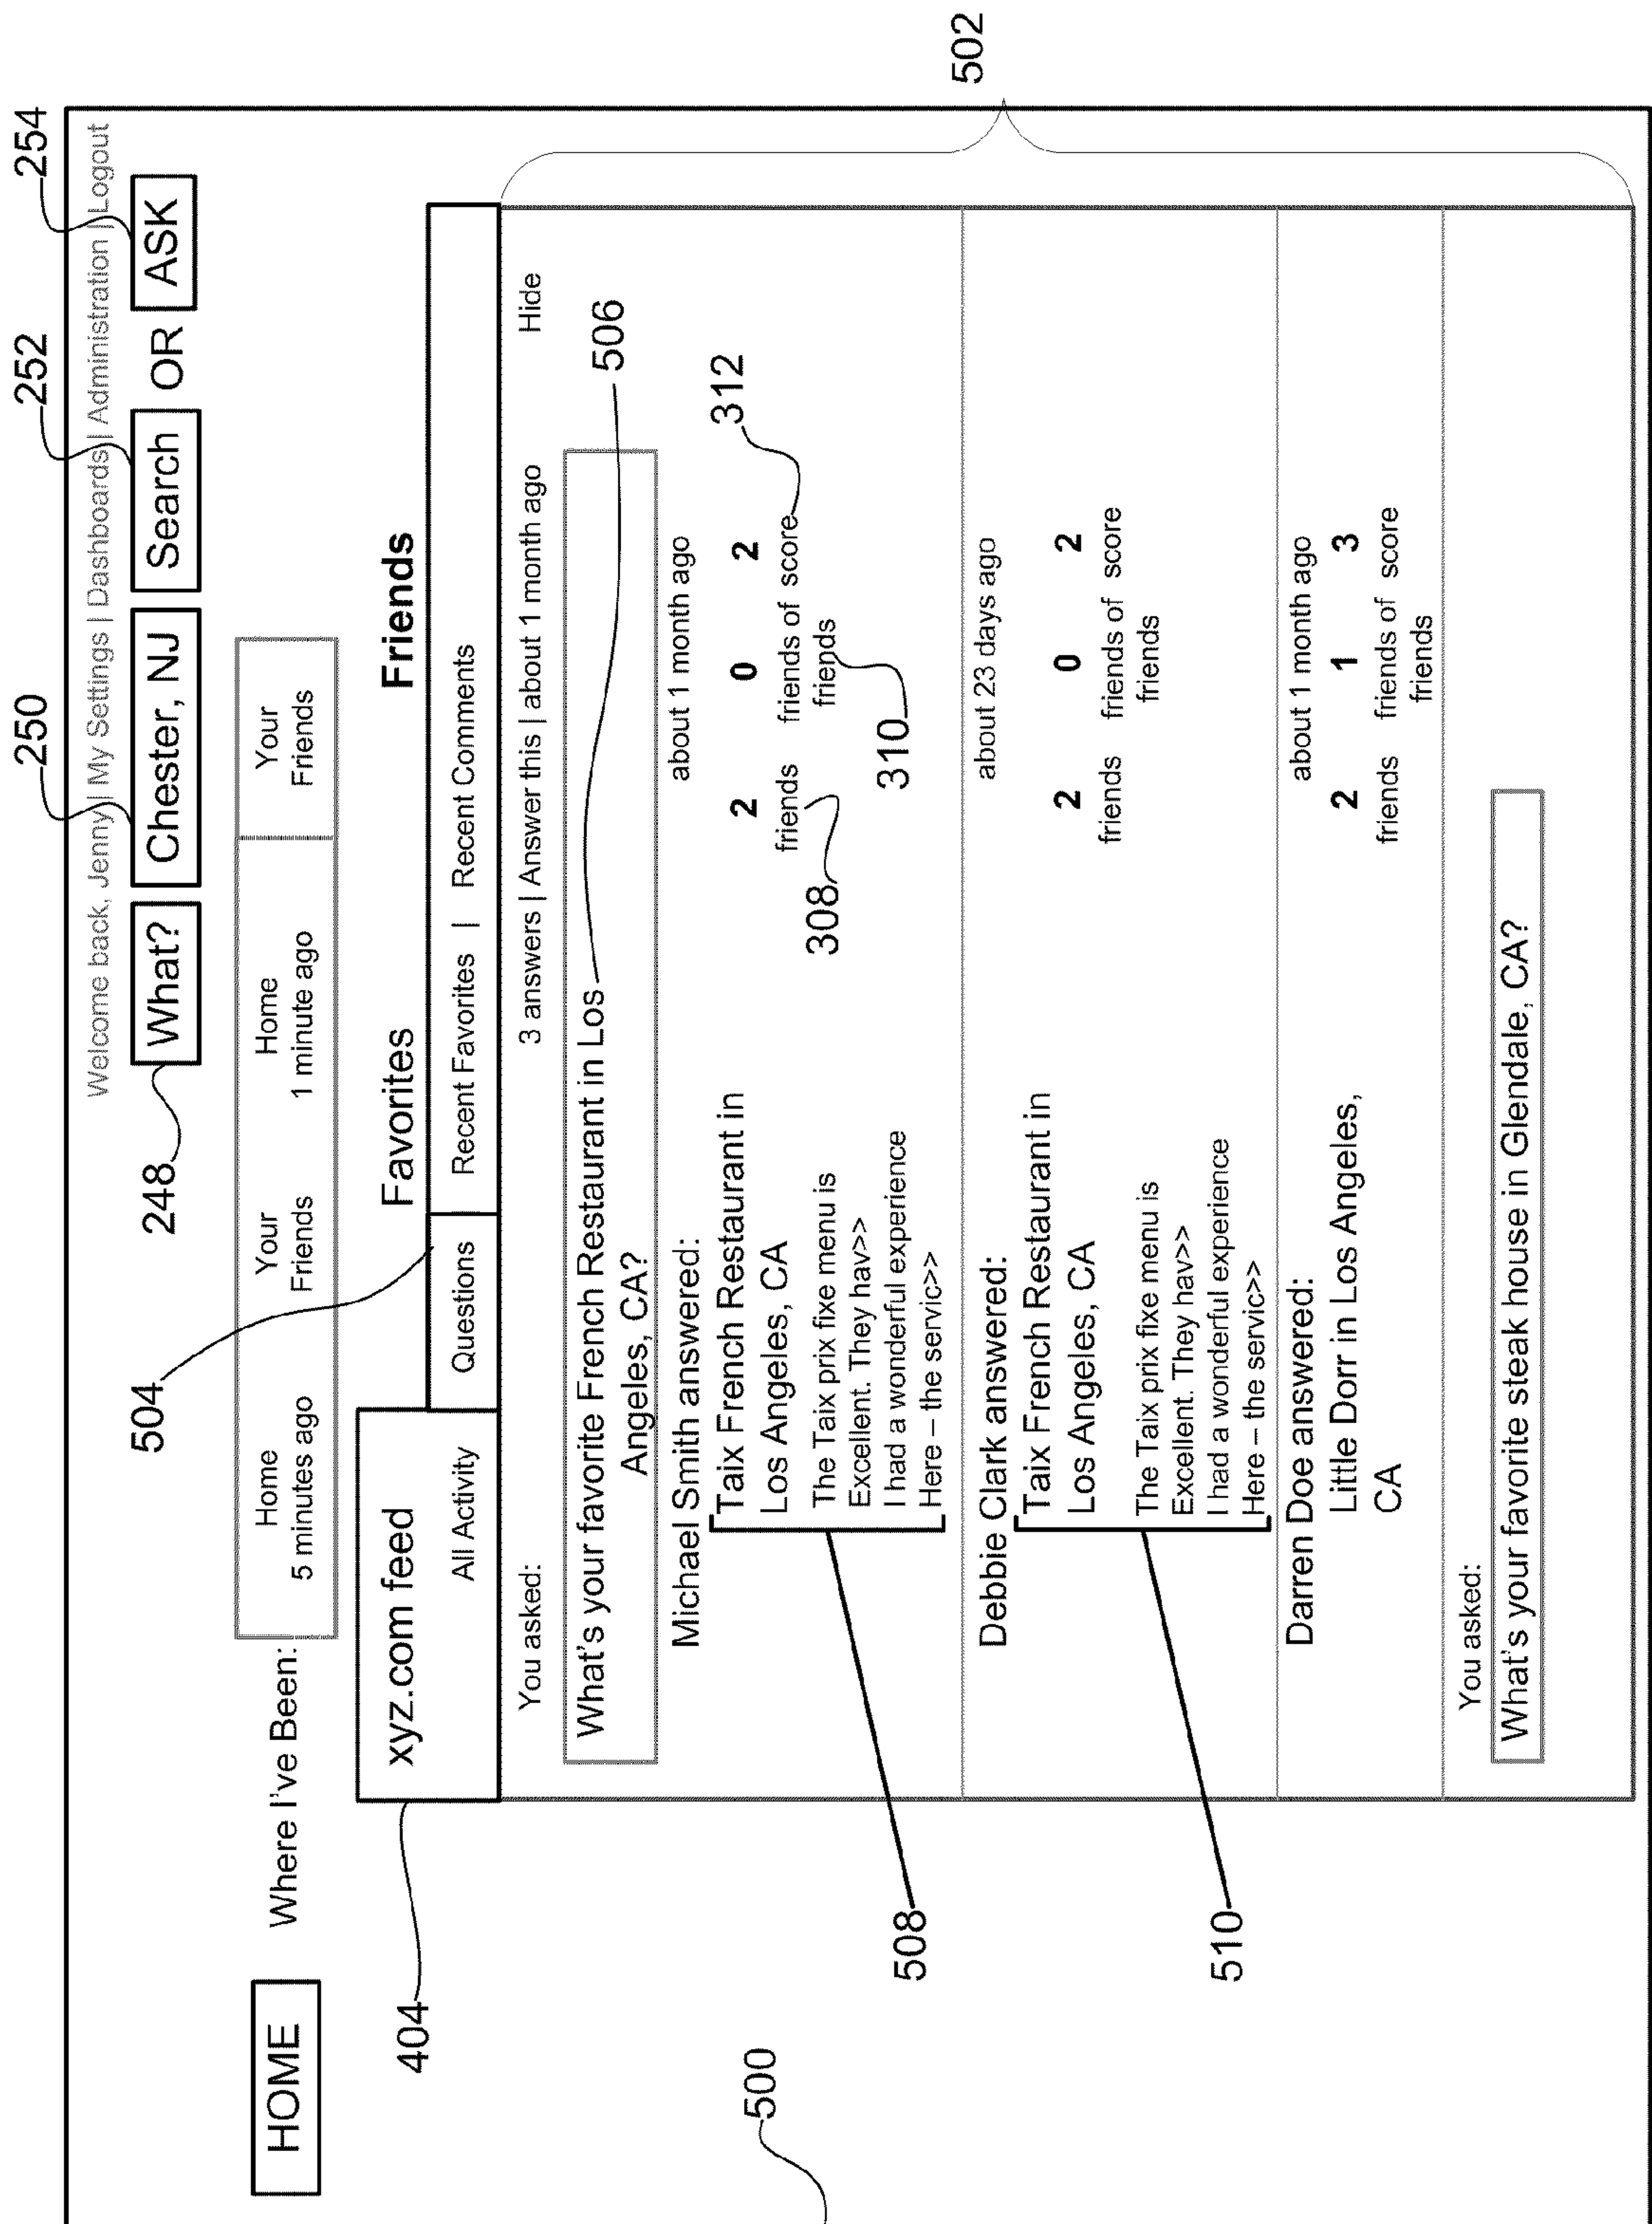 250 252 254
Welcome back, Jenny | My Settings | Dashboards | Administration | Logout
248 What? Chester, NJ Search OR ASK
HOME Where I've Been:
Home Your Home Your
5 minutes ago Friends 1 minute ago Friends
504
404
xyz.com feed Favorites Friends
All Activity Questions Recent Favorites | Recent Comments
You asked: 3 answers | Answer this | about 1 month ago Hide
What's your favorite French Restaurant in Los
Angeles, CA?
506
Michael Smith answered: about 1 month ago
Taix French Restaurant in 2 0 2
Los Angeles, CA friends friends of score
friends
The Taix prix fixe menu is
Excellent. They hav>>
I had a wonderful experience
Here – the servic>>
312
308 310
500
508
502
Debbie Clark answered: about 23 days ago
Taix French Restaurant in 2 0 2
Los Angeles, CA friends friends of score
friends
The Taix prix fixe menu is
Excellent. They hav>>
I had a wonderful experience
Here – the servic>>
510
Darren Doe answered: about 1 month ago
Little Dorr in Los Angeles, 2 1 3
CA friends friends of score
friends
You asked:
What's your favorite steak house in Glendale, CA?